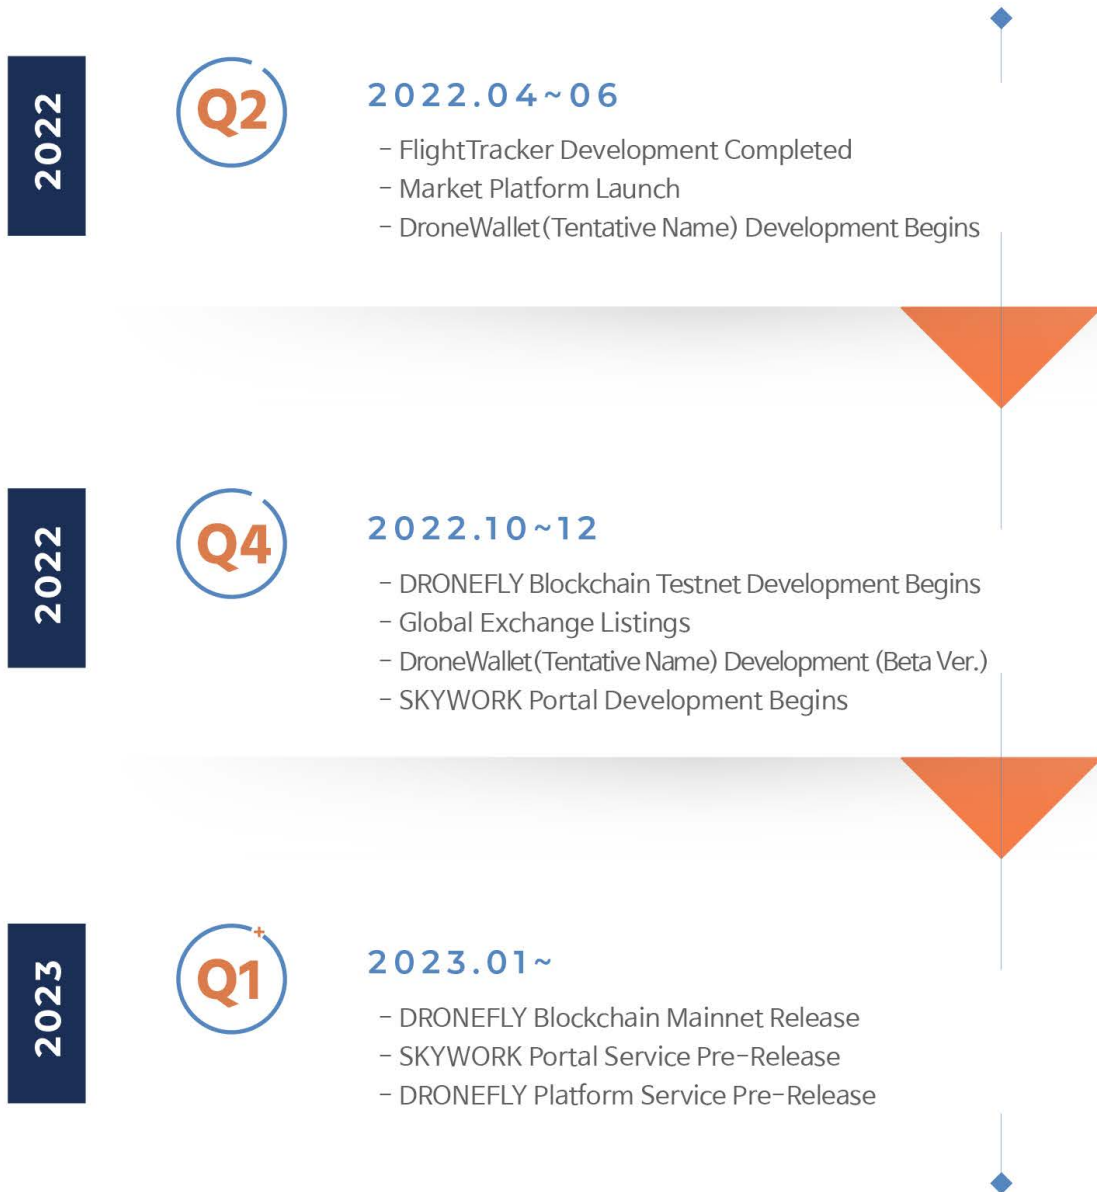 2022
Q2
2022.04~06
- FlightTracker Development Completed
- Market Platform Launch
- DroneWallet(Tentative Name) Development Begins
2022
Q4
2022.10~12
- DRONEFLY Blockchain Testnet Development Begins
- Global Exchange Listings
- DroneWallet(Tentative Name) Development (Beta Ver.)
- SKYWORK Portal Development Begins
2023
Q1+
2023.01~
- DRONEFLY Blockchain Mainnet Release
- SKYWORK Portal Service Pre-Release
- DRONEFLY Platform Service Pre-Release